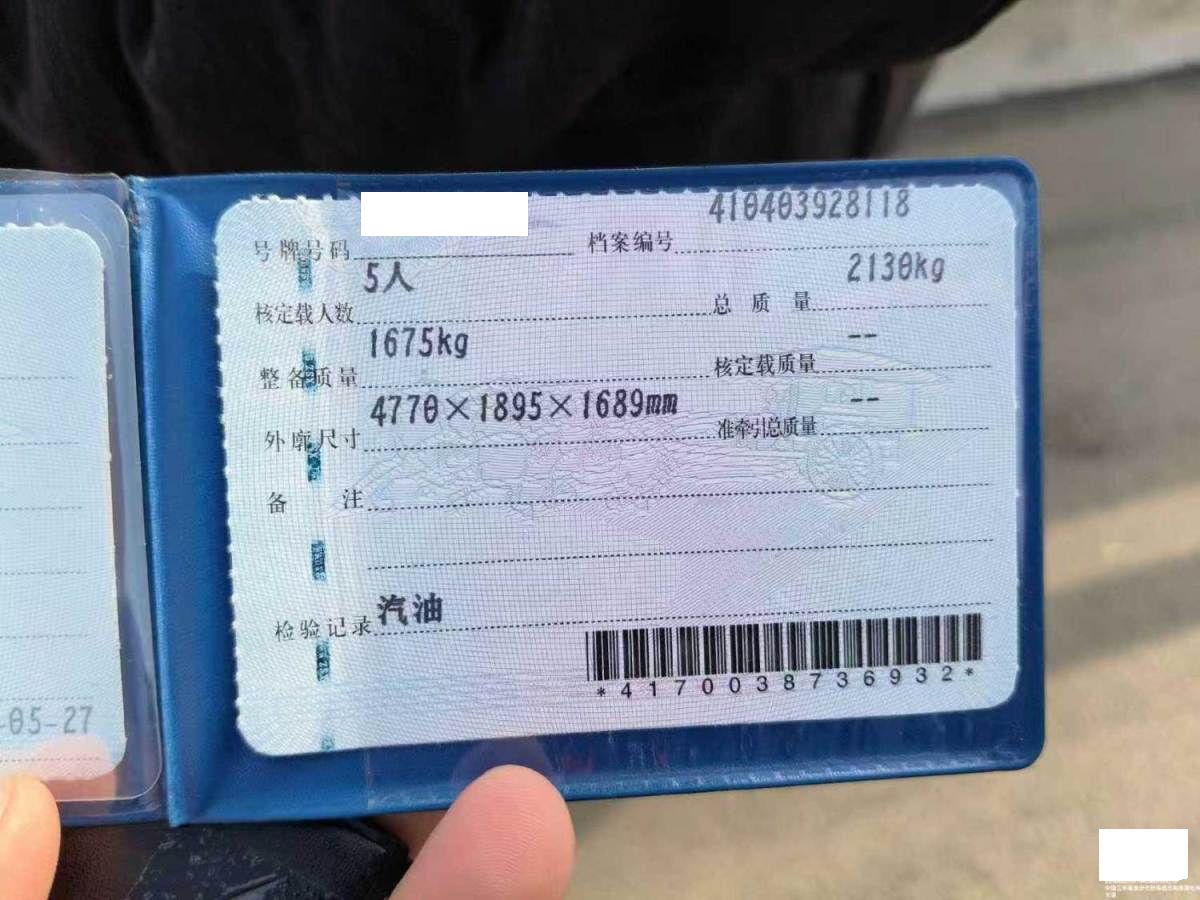 410403928118
号牌号码 档案编号
5人 2130kg
核定载人数 总质量
1675kg --
整备质量 核定载质量
4770×1895×1689mm --
外廓尺寸 准牵引总质量
备注
汽油
检验记录
*4170038736932*
-05-27